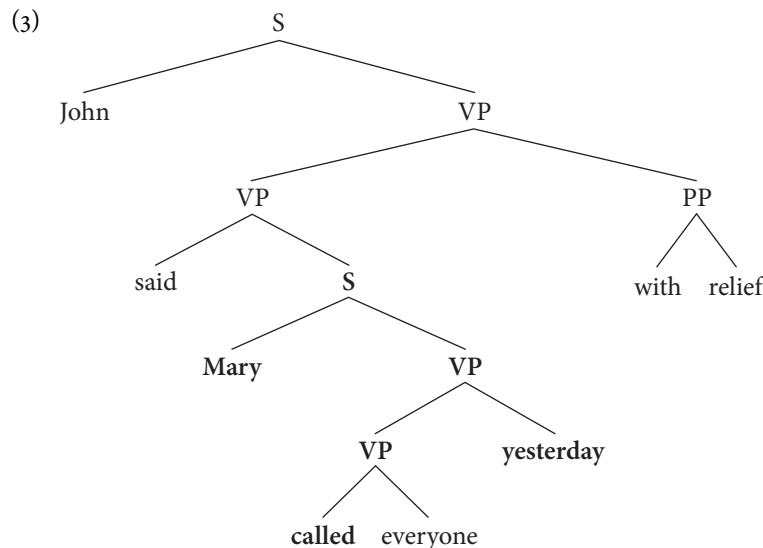 (3)
S
John VP
VP PP
said S with relief
Mary VP
VP yesterday
called everyone